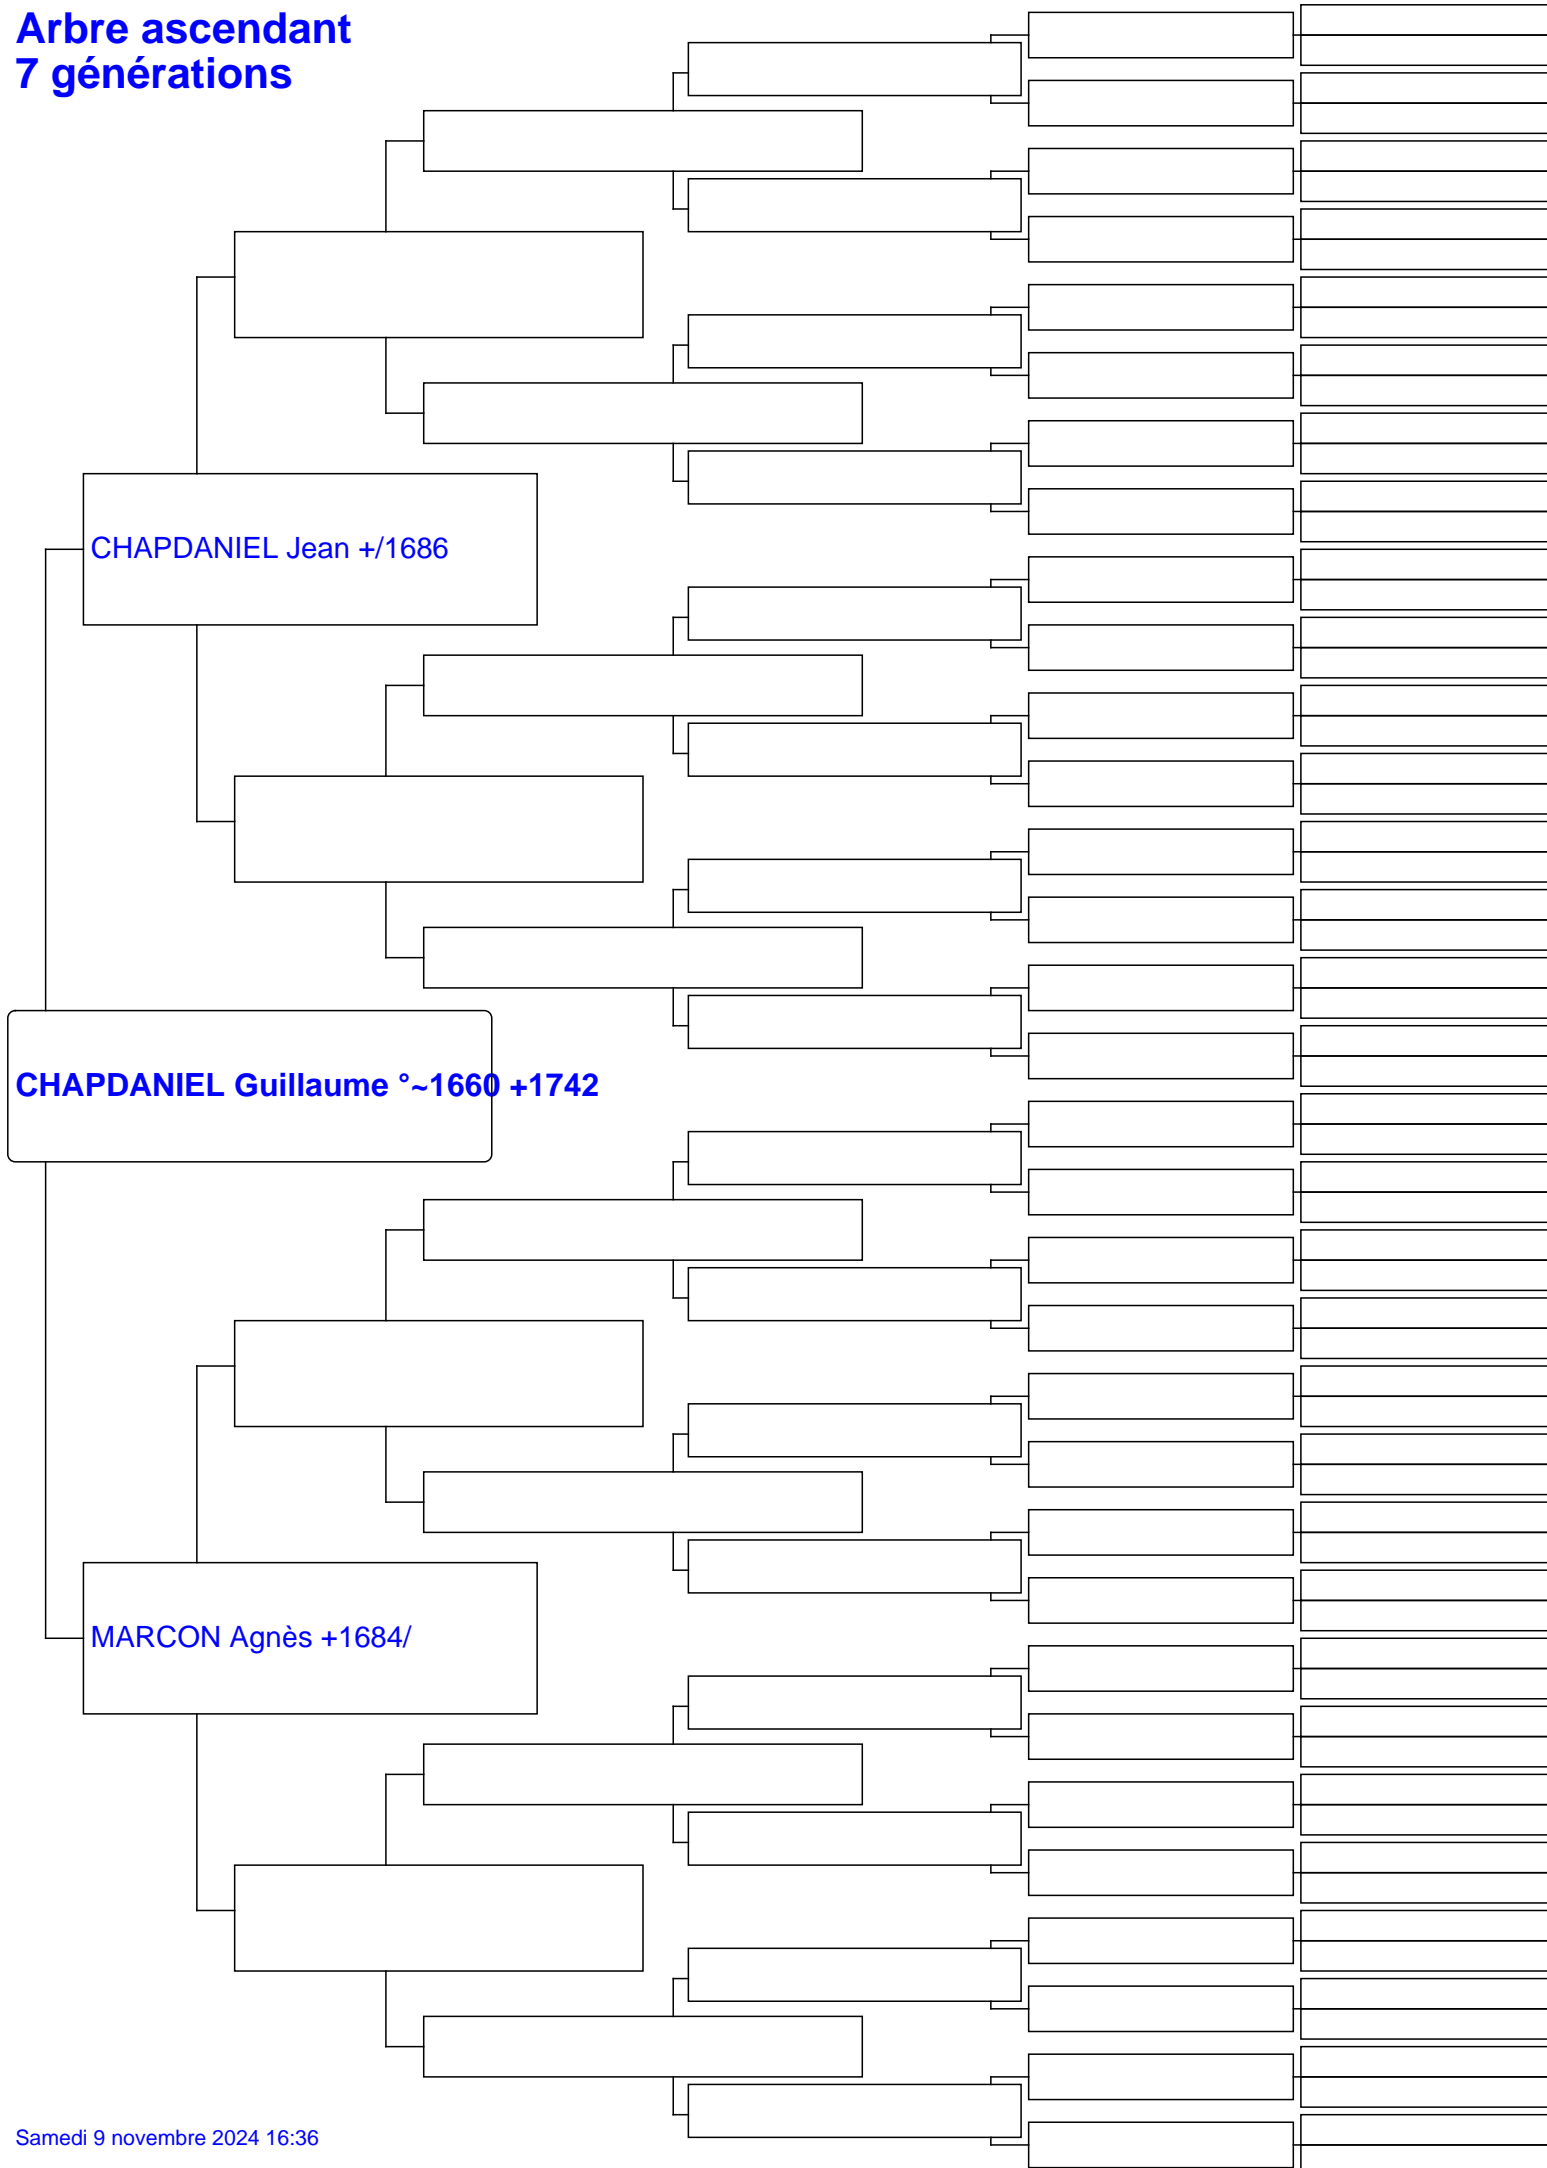 Arbre ascendant
7 générations
CHAPDANIEL Jean +/1686
CHAPDANIEL Guillaume °~1660 +1742
MARCON Agnès +1684/
Samedi 9 novembre 2024 16:36